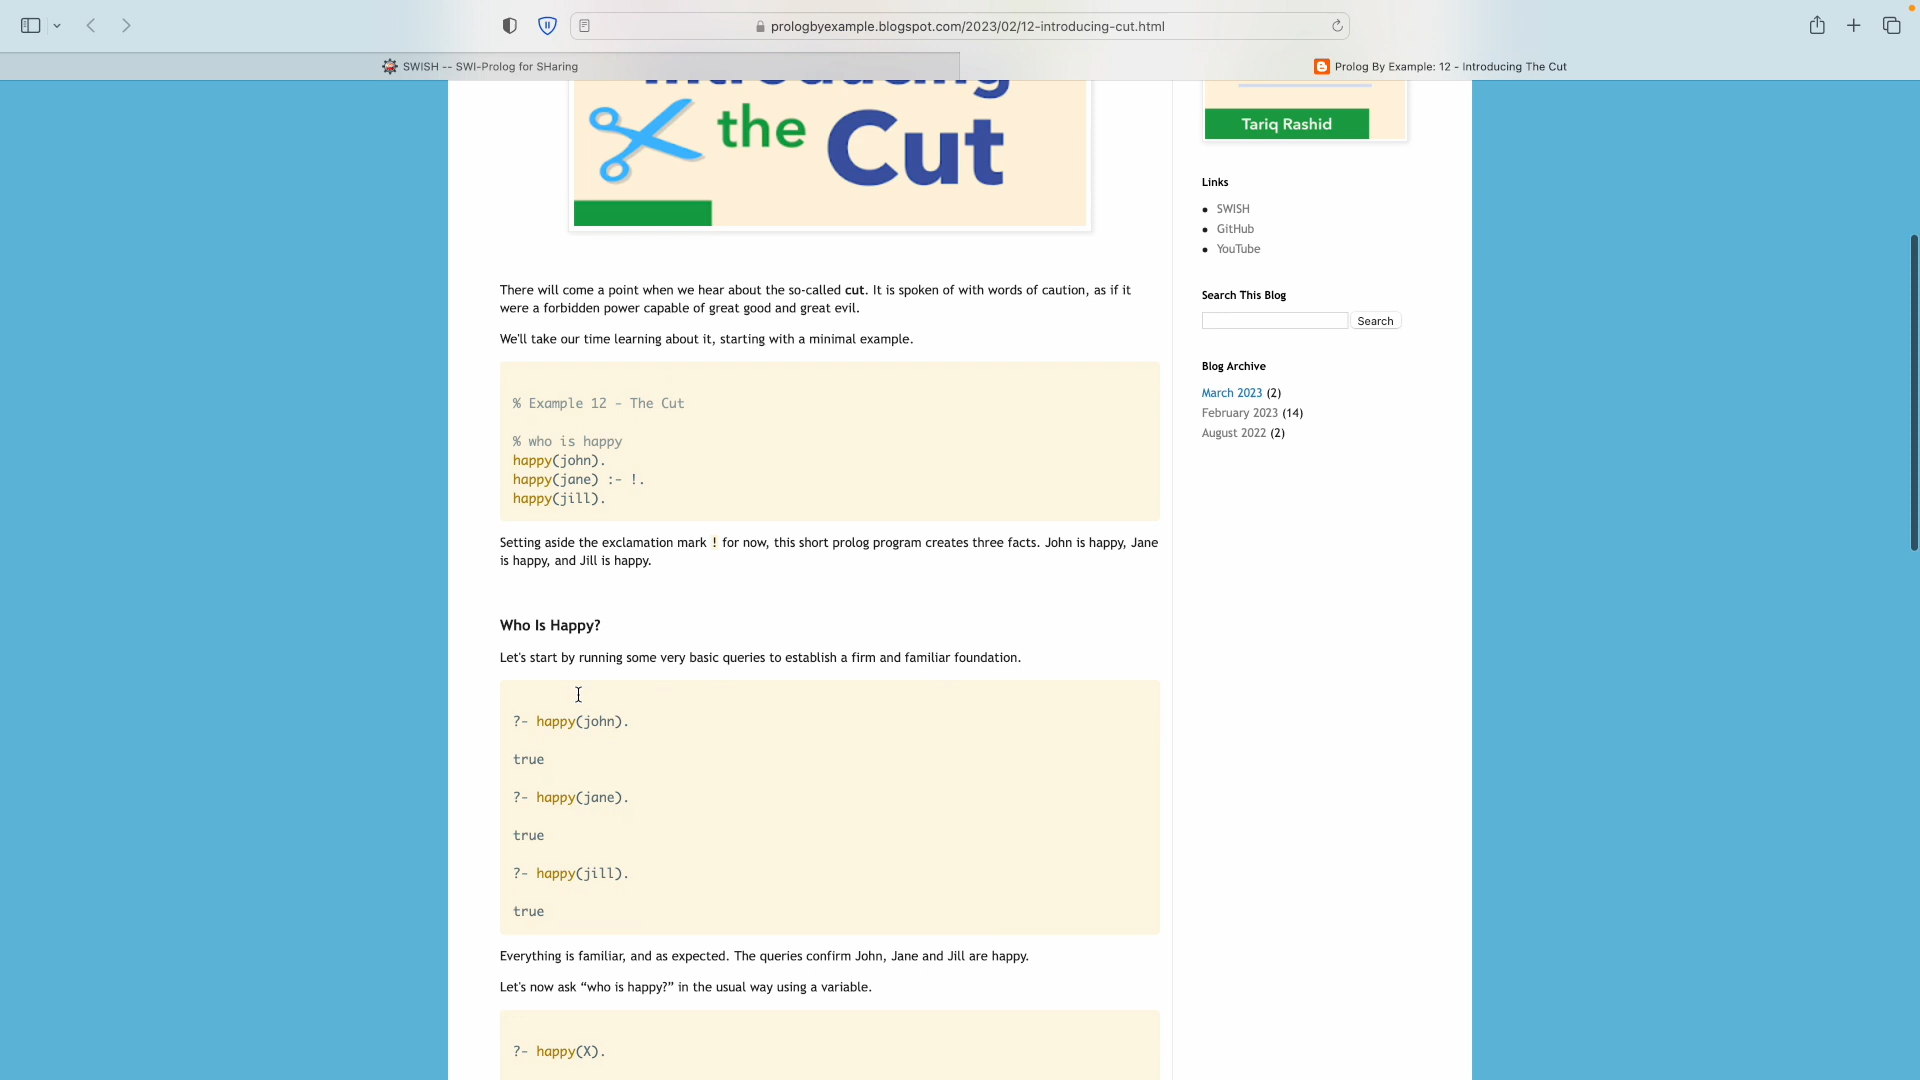 prologbyexample.blogspot.com/2023/02/12-introducing-cut.html
SWISH -- SWI-Prolog for SHaring
Prolog By Example: 12 - Introducing The Cut
Introducing
the Cut
Tariq Rashid
Links
SWISH
GitHub
YouTube
Search This Blog
Search
Blog Archive
March 2023 (2)
February 2023 (14)
August 2022 (2)
There will come a point when we hear about the so-called cut. It is spoken of with words of caution, as if it
were a forbidden power capable of great good and great evil.
We'll take our time learning about it, starting with a minimal example.
% Example 12 - The Cut
% who is happy
happy(john).
happy(jane) :- !.
happy(jill).
Setting aside the exclamation mark ! for now, this short prolog program creates three facts. John is happy, Jane
is happy, and Jill is happy.
Who Is Happy?
Let's start by running some very basic queries to establish a firm and familiar foundation.
?- happy(john).
true
?- happy(jane).
true
?- happy(jill).
true
Everything is familiar, and as expected. The queries confirm John, Jane and Jill are happy.
Let's now ask “who is happy?” in the usual way using a variable.
?- happy(X).